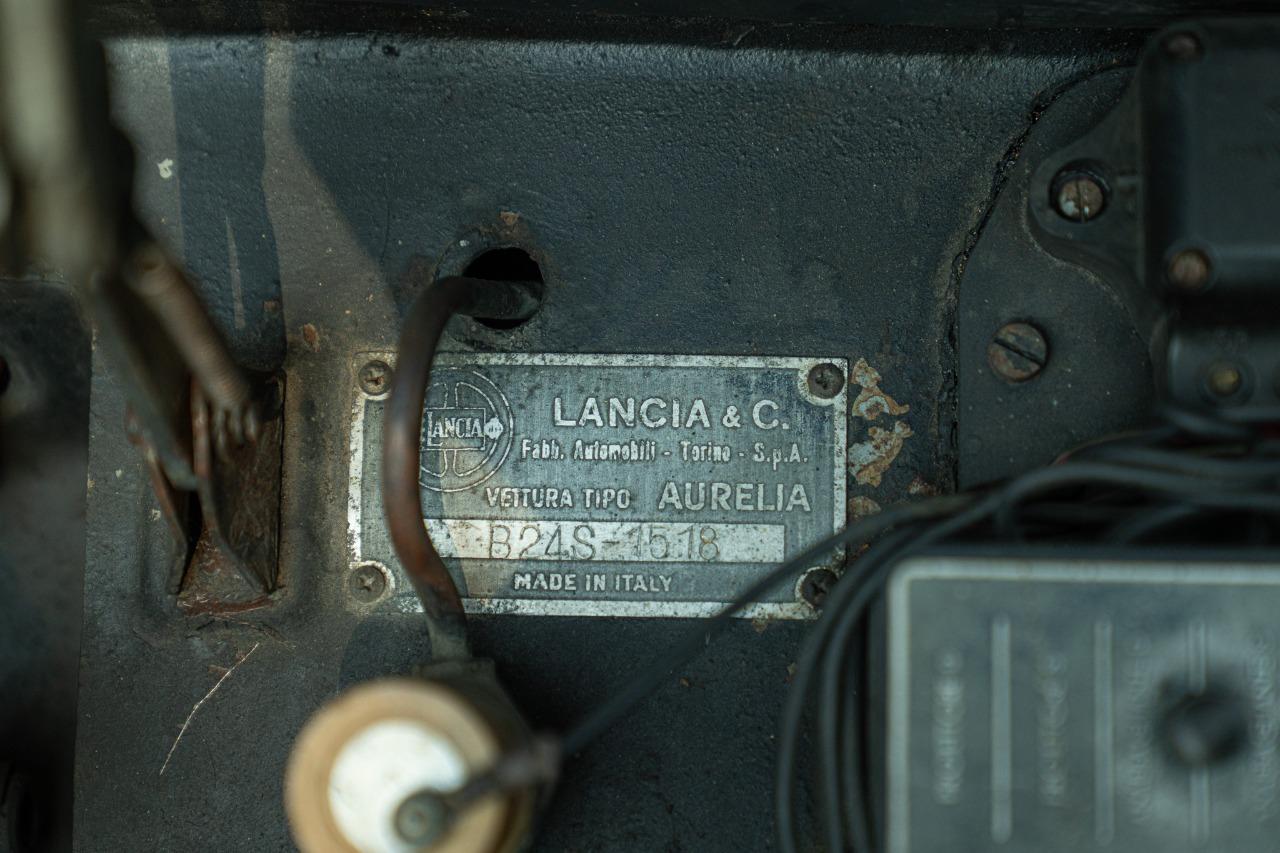 LANCIA
LANCIA & C.
Fabb. Automobili - Torino - S.p.A.
VETTURA TIPO AURELIA
B24S-1518
MADE IN ITALY